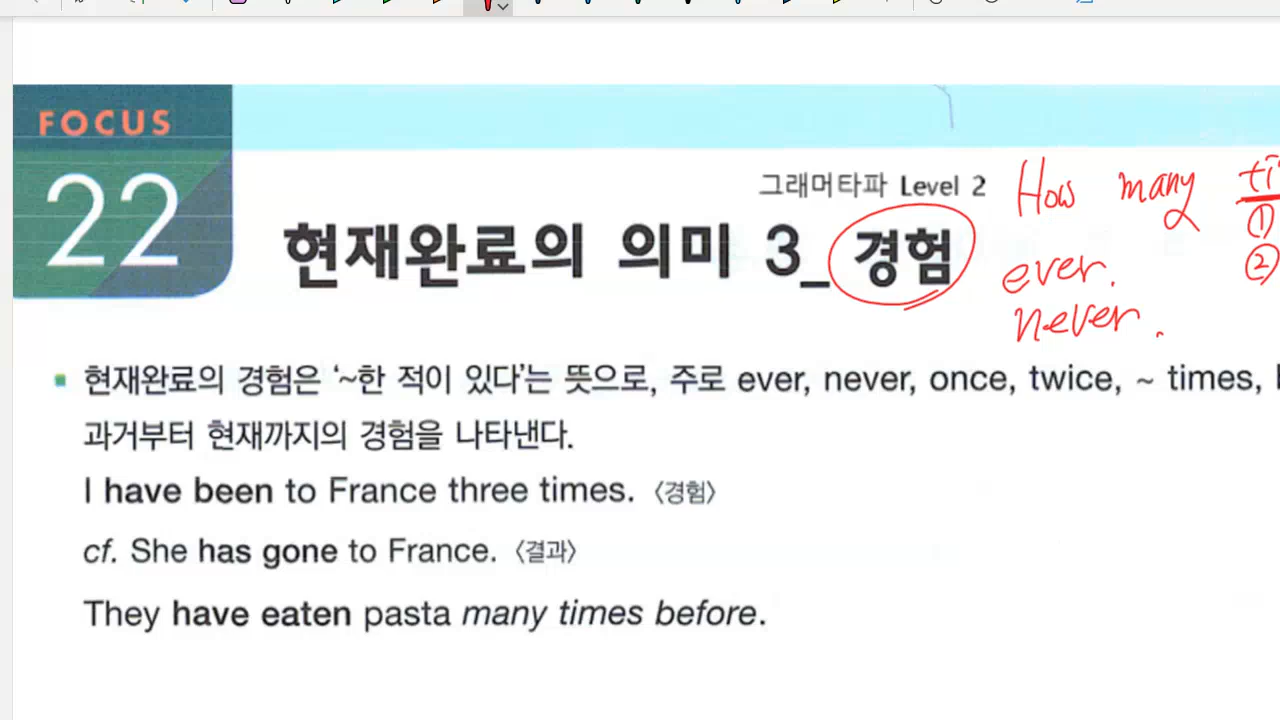 FOCUS
22
그래머타파 Level 2
현재완료의 의미 3_ 경험
How many
①
ever.
②
never.
현재완료의 경험은 '~한 적이 있다'는 뜻으로, 주로 ever, never, once, twice, ~ times,
과거부터 현재까지의 경험을 나타낸다.
I have been to France three times. 〈경험〉
cf. She has gone to France. 〈결과〉
They have eaten pasta many times before.